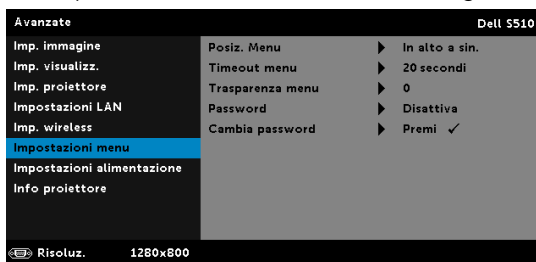 Avanzate Dell S510
Imp. immagine
Imp. visualizz.
Imp. proiettore
Impostazioni LAN
Imp. wireless
Impostazioni menu
Impostazioni alimentazione
Info proiettore
Posiz. Menu In alto a sin.
Timeout menu 20 secondi
Trasparenza menu 0
Password Disattiva
Cambia password Premi ✓
Risoluz. 1280x800